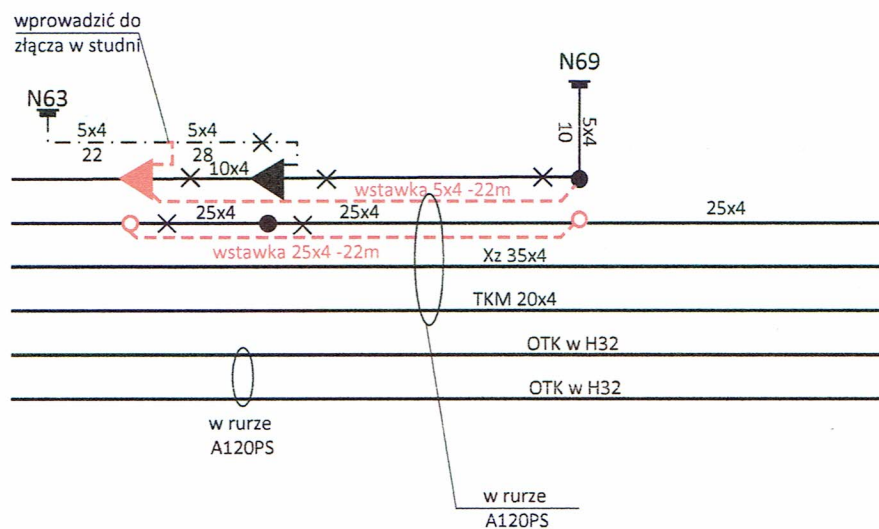 wprowadzić do
złącza w studni
N63
N69
5x4
22
5x4
28
10x4
5x4
10
wstawka 5x4 -22m
25x4
25x4
25x4
wstawka 25x4 -22m
Xz 35x4
TKM 20x4
OTK w H32
OTK w H32
w rurze
A120PS
w rurze
A120PS